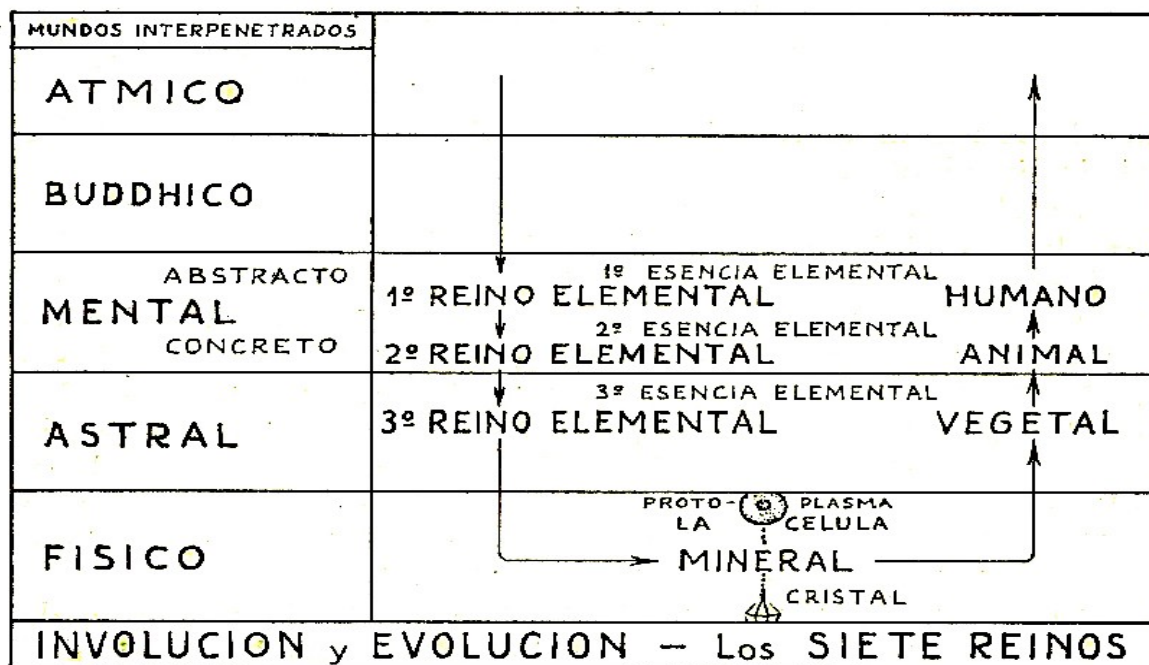 MUNDOS INTERPENETRADOS
ATMICO
BUDDHICO
ABSTRACTO
MENTAL
CONCRETO
1º ESENCIA ELEMENTAL
1º REINO ELEMENTAL HUMANO
2º ESENCIA ELEMENTAL
2º REINO ELEMENTAL ANIMAL
ASTRAL
3º ESENCIA ELEMENTAL
3º REINO ELEMENTAL VEGETAL
FISICO
PROTO- PLASMA
LA CELULA
MINERAL
CRISTAL
INVOLUCION y EVOLUCION — Los SIETE REINOS